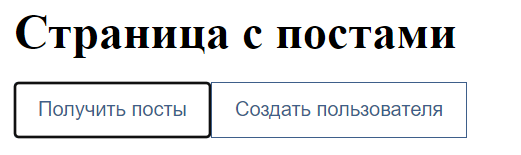 Страница с постами
Получить посты Создать пользователя